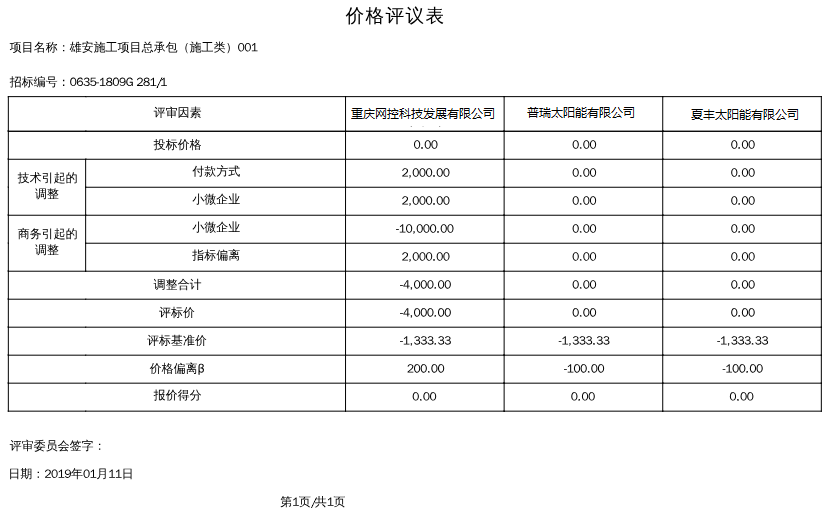 价格评议表
项目名称：雄安施工项目总承包（施工类）001
招标编号：0635-1809G 281/1
评审因素 重庆网控科技发展有限公司 普瑞太阳能有限公司 夏丰太阳能有限公司
投标价格 0.00 0.00 0.00
技术引起的调整 付款方式 2,000.00 0.00 0.00
小微企业 2,000.00 0.00 0.00
商务引起的调整 小微企业 -10,000.00 0.00 0.00
指标偏离 2,000.00 0.00 0.00
调整合计 -4,000.00 0.00 0.00
评标价 -4,000.00 0.00 0.00
评标基准价 -1,333.33 -1,333.33 -1,333.33
价格偏离β 200.00 -100.00 -100.00
报价得分 0.00 0.00 0.00
评审委员会签字：
日期：2019年01月11日
第1页/共1页